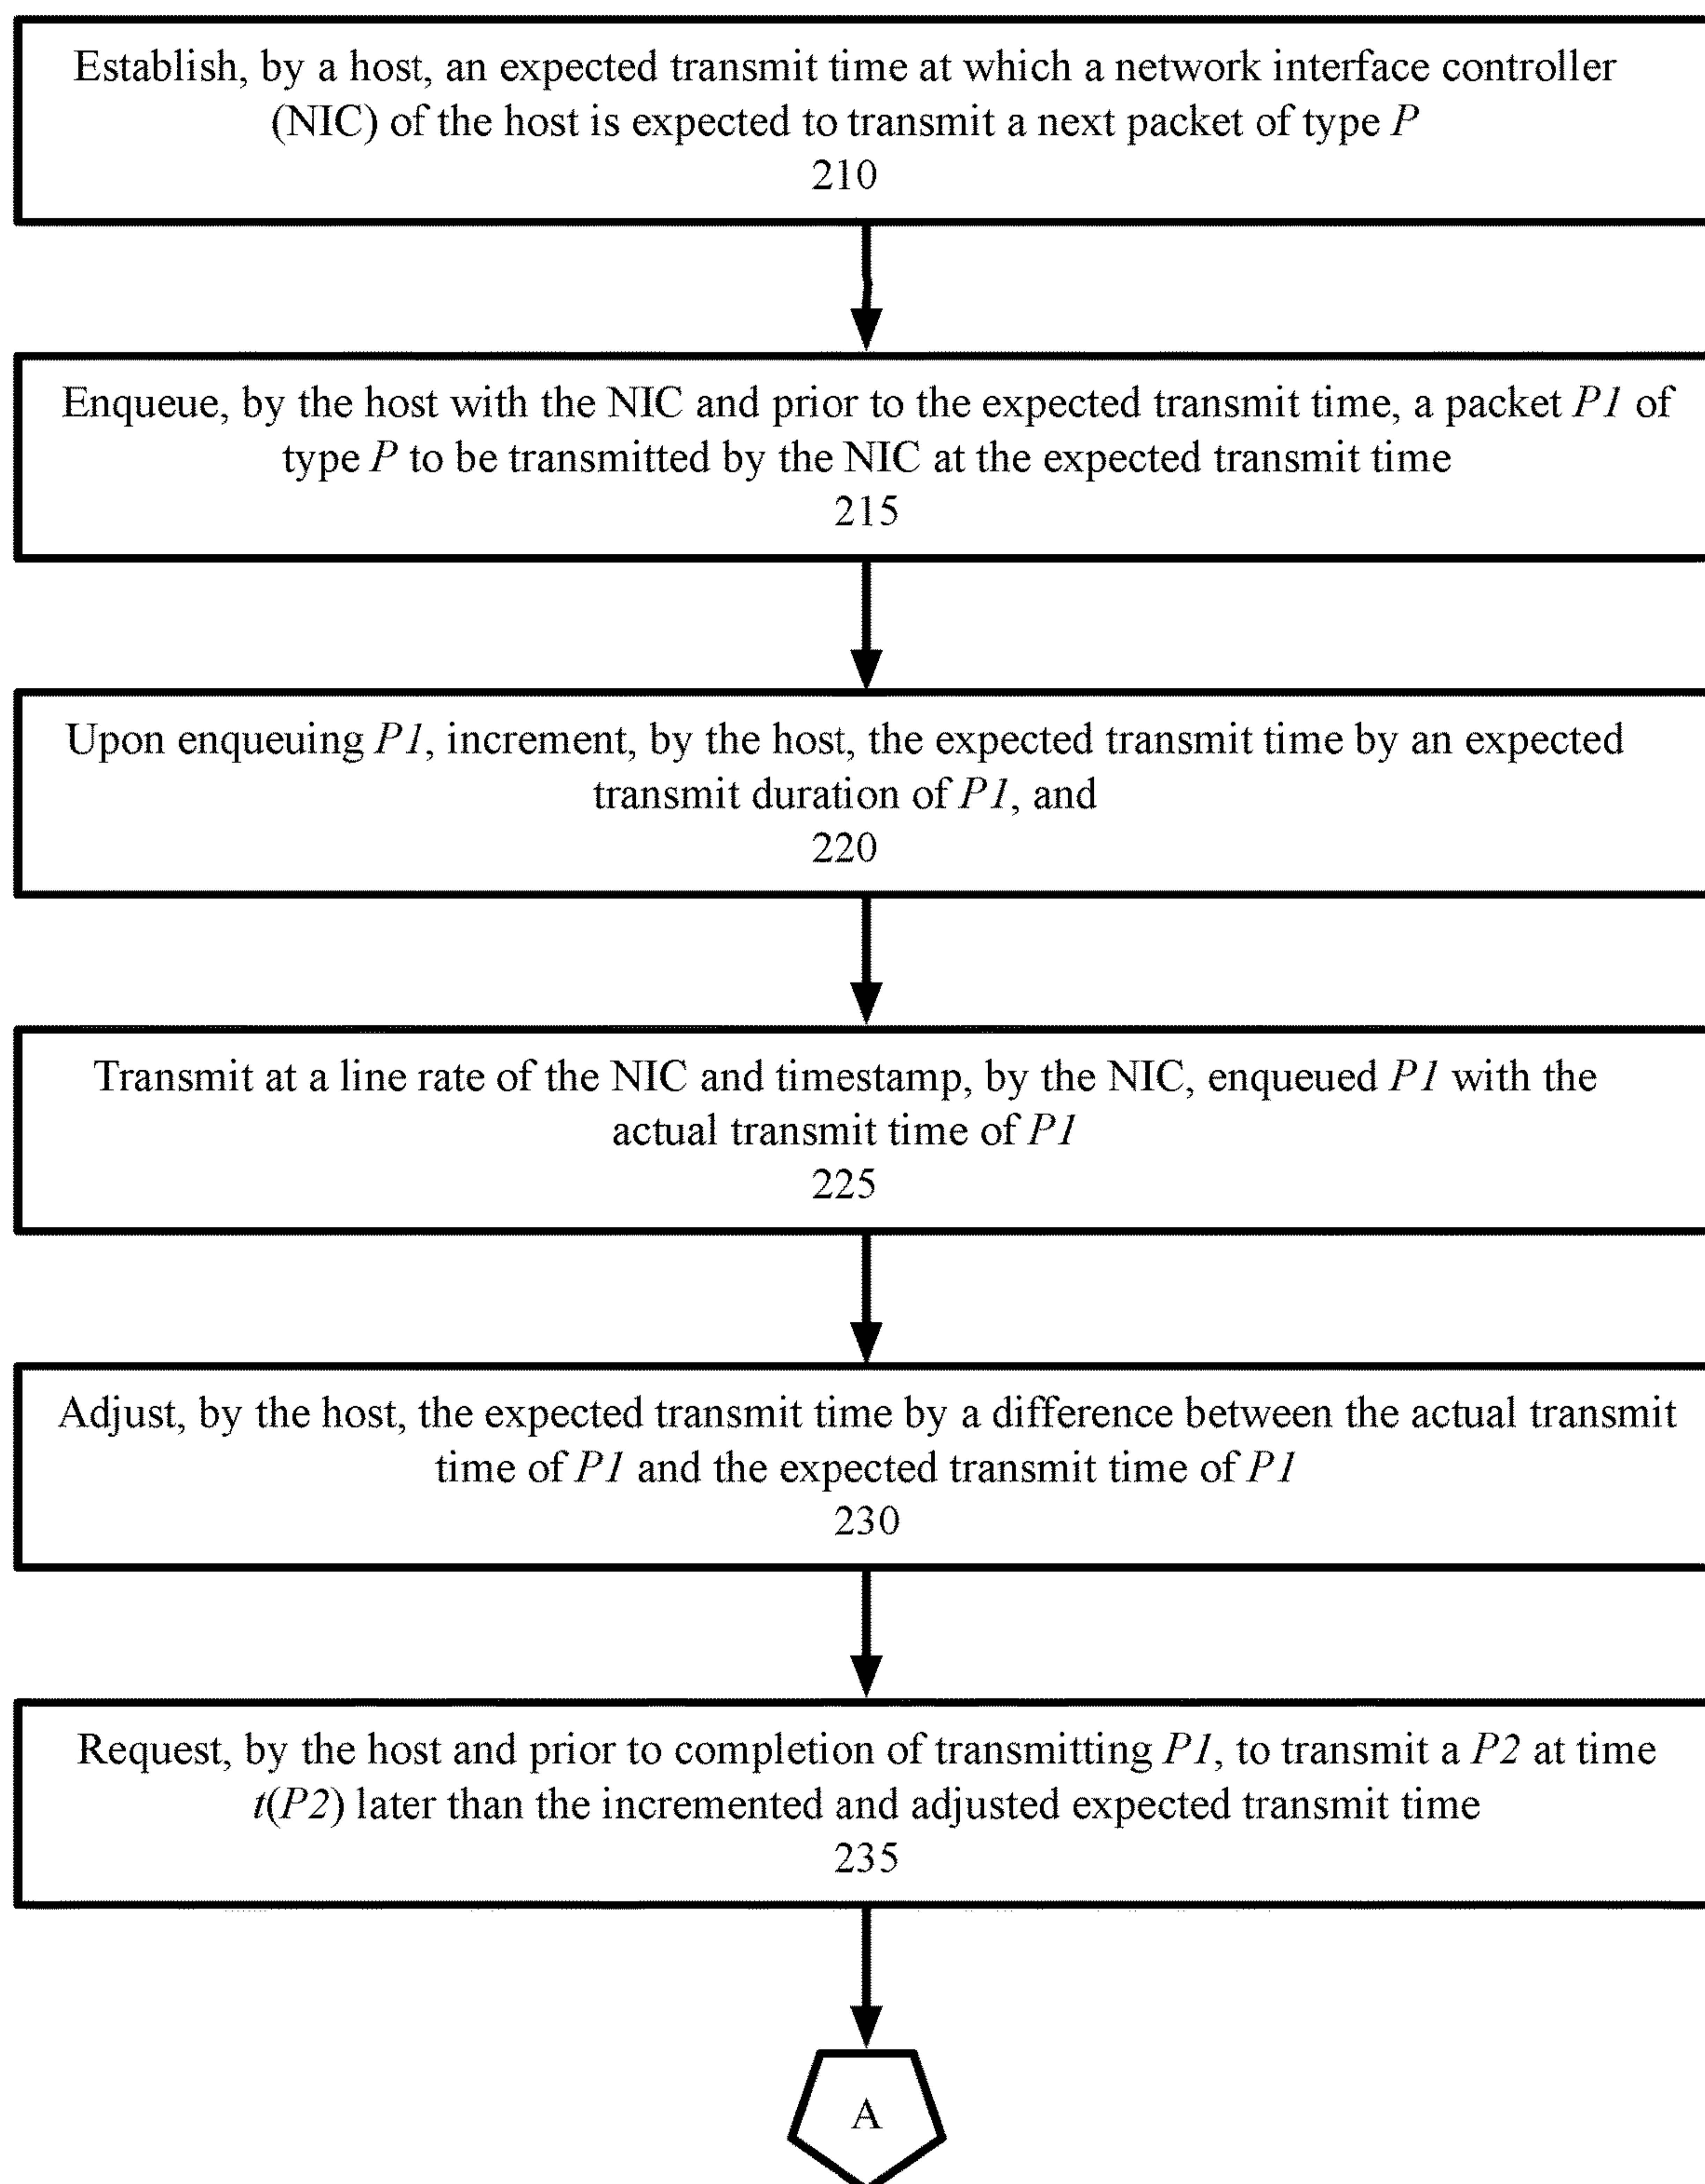 Establish, by a host, an expected transmit time at which a network interface controller
(NIC) of the host is expected to transmit a next packet of type P
210
Enqueue, by the host with the NIC and prior to the expected transmit time, a packet P1 of
type P to be transmitted by the NIC at the expected transmit time
215
Upon enqueuing P1, increment, by the host, the expected transmit time by an expected
transmit duration of P1, and
220
Transmit at a line rate of the NIC and timestamp, by the NIC, enqueued P1 with the
actual transmit time of P1
225
Adjust, by the host, the expected transmit time by a difference between the actual transmit
time of P1 and the expected transmit time of P1
230
Request, by the host and prior to completion of transmitting P1, to transmit a P2 at time
t(P2) later than the incremented and adjusted expected transmit time
235
A